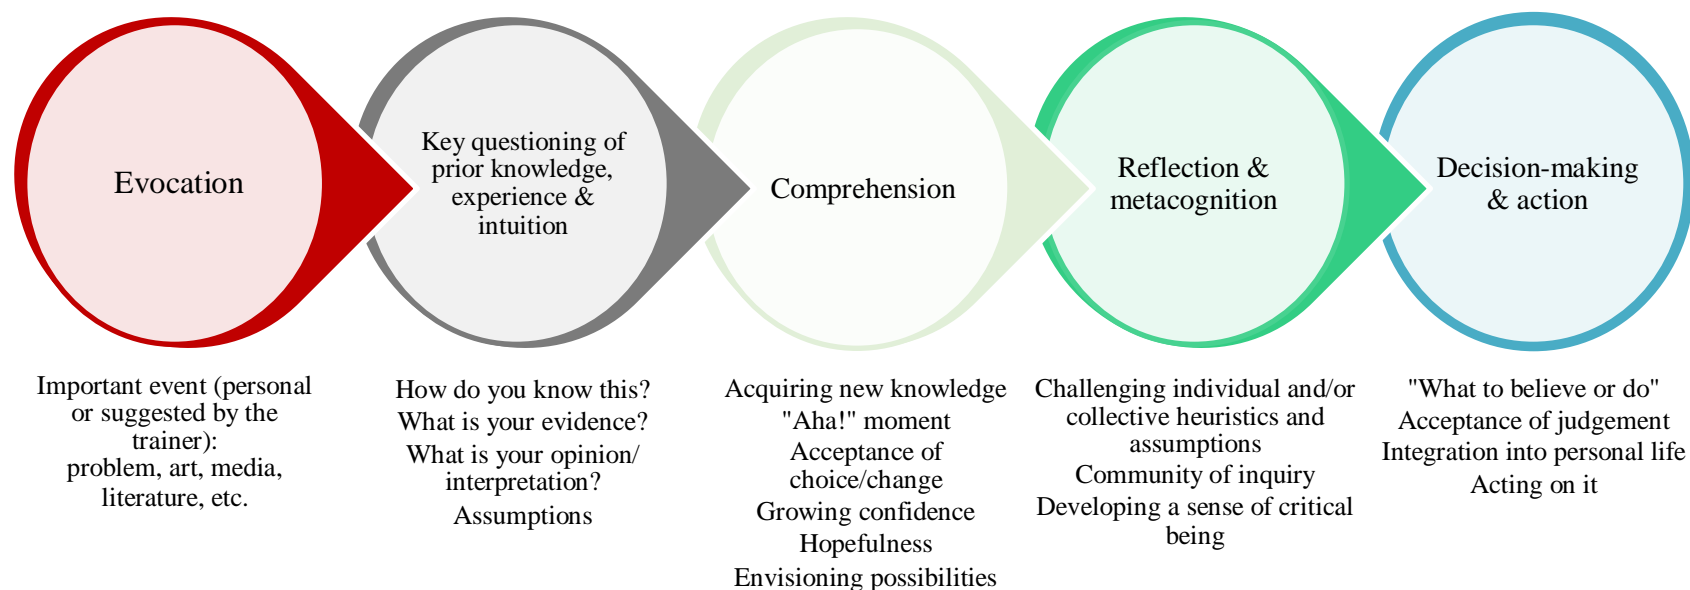 Evocation
Key questioning of
prior knowledge,
experience &
intuition
Comprehension
Reflection &
metacognition
Decision-making
& action
Important event (personal
or suggested by the
trainer):
problem, art, media,
literature, etc.
How do you know this?
What is your evidence?
What is your opinion/
interpretation?
Assumptions
Acquiring new knowledge
"Aha!" moment
Acceptance of
choice/change
Growing confidence
Hopefulness
Envisioning possibilities
Challenging individual and/or
collective heuristics and
assumptions
Community of inquiry
Developing a sense of critical
being
"What to believe or do"
Acceptance of judgement
Integration into personal life
Acting on it